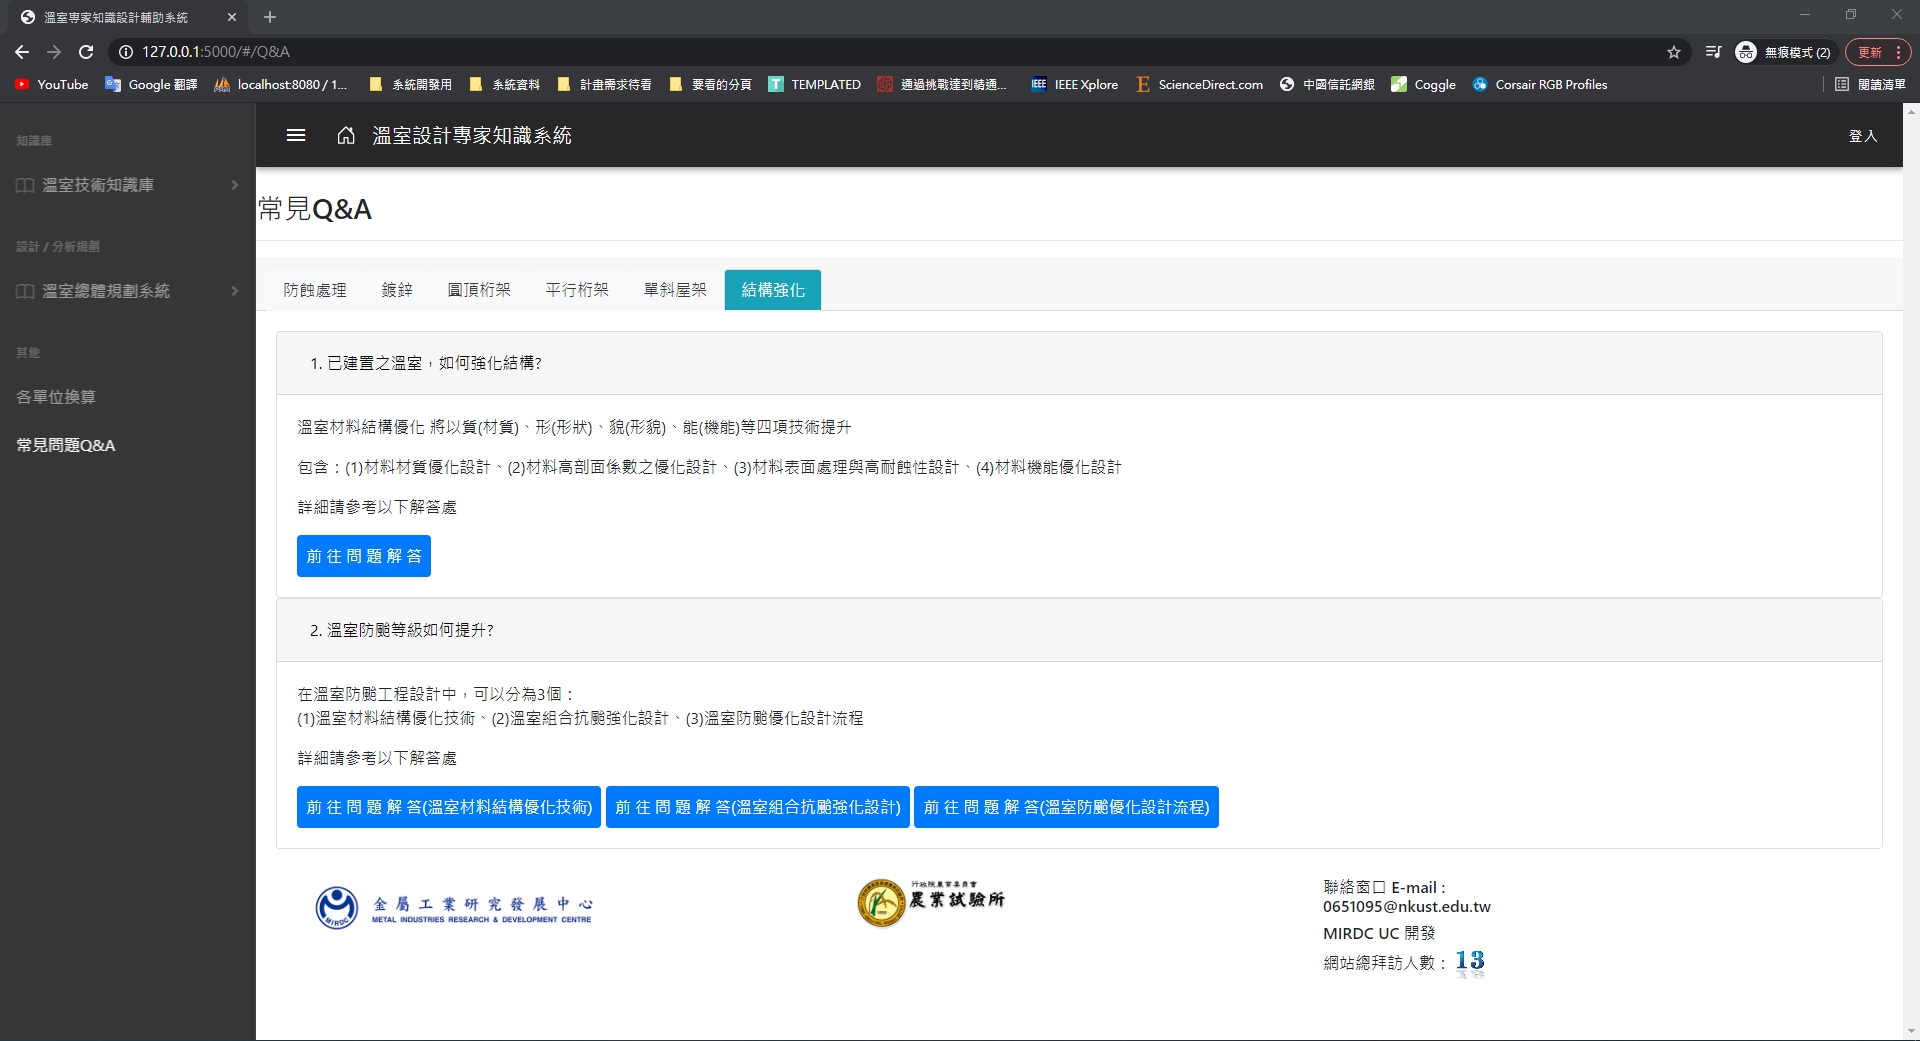 溫室專家知識設計輔助系統
127.0.0.1:5000/#/Q&A
無痕模式 (2)
更新
YouTube
Google 翻譯
localhost:8080 / 1...
系統開發用
系統資料
計畫需求待看
要看的分頁
TEMPLATED
通過挑戰達到精通...
IEEE Xplore
ScienceDirect.com
中國信託網銀
Coggle
Corsair RGB Profiles
閱讀清單
溫室設計專家知識系統
登入
知識庫
溫室技術知識庫
設計 / 分析規劃
溫室總體規劃系統
其他
各單位換算
常見問題Q&A
常見Q&A
防蝕處理
鍍鋅
圓頂桁架
平行桁架
單斜屋架
結構強化
1. 已建置之溫室，如何強化結構?
溫室材料結構優化 將以質(材質)、形(形狀)、貌(形貌)、能(機能)等四項技術提升
包含：(1)材料材質優化設計、(2)材料高剖面係數之優化設計、(3)材料表面處理與高耐蝕性設計、(4)材料機能優化設計
詳細請參考以下解答處
前 往 問 題 解 答
2. 溫室防颱等級如何提升?
在溫室防颱工程設計中，可以分為3個：
(1)溫室材料結構優化技術、(2)溫室組合抗颱強化設計、(3)溫室防颱優化設計流程
詳細請參考以下解答處
前 往 問 題 解 答(溫室材料結構優化技術)
前 往 問 題 解 答(溫室組合抗颱強化設計)
前 往 問 題 解 答(溫室防颱優化設計流程)
MIRDC
金屬工業研究發展中心
METAL INDUSTRIES RESEARCH & DEVELOPMENT CENTRE
行政院農業委員會
農業試驗所
聯絡窗口 E-mail :
0651095@nkust.edu.tw
MIRDC UC 開發
網站總拜訪人數： 13